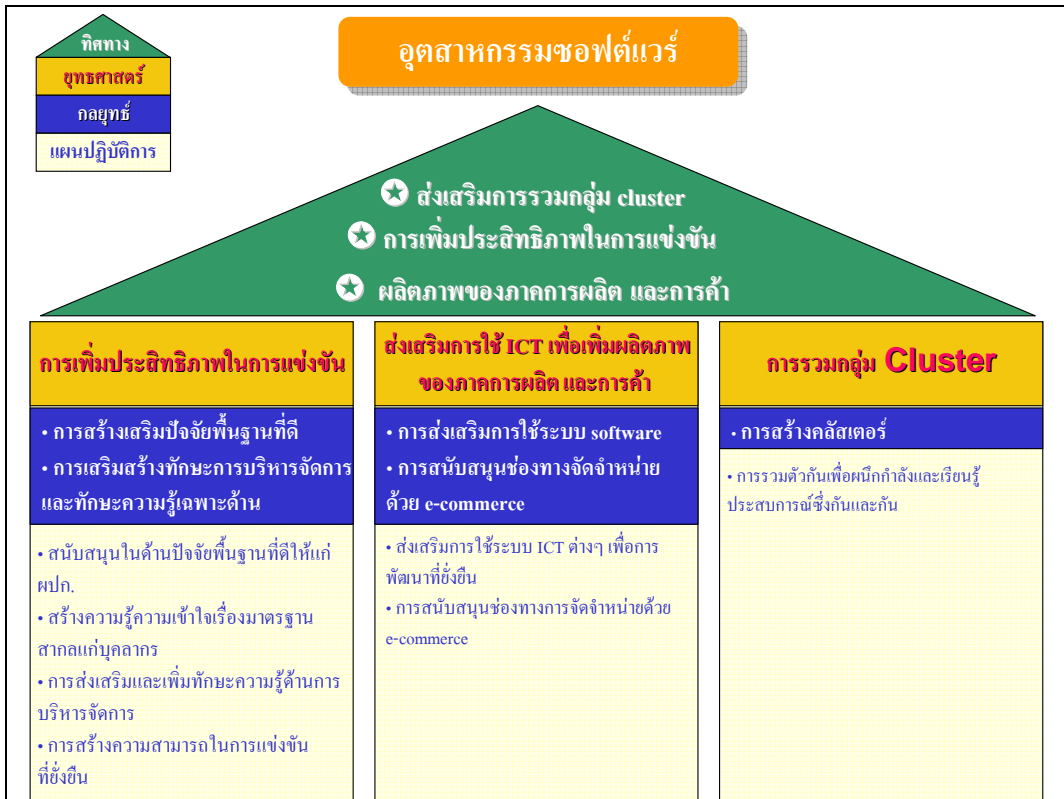 ทิศทาง
ยุทธศาสตร์
กลยุทธ์
แผนปฏิบัติการ
อุตสาหกรรมซอฟต์แวร์
ส่งเสริมการรวมกลุ่ม cluster
การเพิ่มประสิทธิภาพในการแข่งขัน
ผลิตภาพของภาคการผลิต และการค้า
การเพิ่มประสิทธิภาพในการแข่งขัน
• การสร้างเสริมปัจจัยพื้นฐานที่ดี
• การเสริมสร้างทักษะการบริหารจัดการ
และทักษะความรู้เฉพาะด้าน
• สนับสนุนในด้านปัจจัยพื้นฐานที่ดีให้แก่
ผปก.
• สร้างความรู้ความเข้าใจเรื่องมาตรฐาน
สากลแก่บุคลากร
• การส่งเสริมและเพิ่มทักษะความรู้ด้านการ
บริหารจัดการ
• การสร้างความสามารถในการแข่งขัน
ที่ยั่งยืน
ส่งเสริมการใช้ ICT เพื่อเพิ่มผลิตภาพ
ของภาคการผลิต และการค้า
• การส่งเสริมการใช้ระบบ software
• การสนับสนุนช่องทางจัดจำหน่าย
ด้วย e-commerce
• ส่งเสริมการใช้ระบบ ICT ต่างๆ เพื่อการ
พัฒนาที่ยั่งยืน
• การสนับสนุนช่องทางการจัดจำหน่ายด้วย
e-commerce
การรวมกลุ่ม Cluster
• การสร้างคลัสเตอร์
• การรวมตัวกันเพื่อผนึกกำลังและเรียนรู้
ประสบการณ์ซึ่งกันและกัน